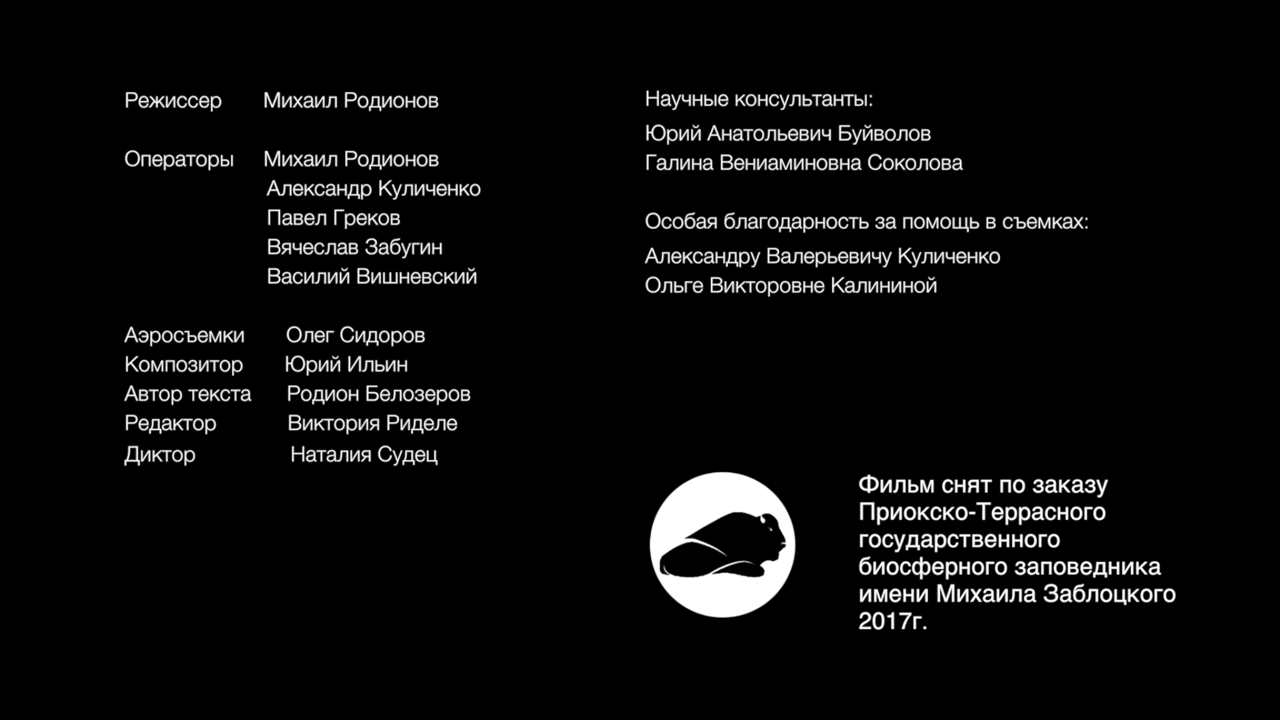 Режиссер Михаил Родионов
Операторы Михаил Родионов
Александр Куличенко
Павел Греков
Вячеслав Забугин
Василий Вишневский
Аэросъемки Олег Сидоров
Композитор Юрий Ильин
Автор текста Родион Белозеров
Редактор Виктория Риделе
Диктор Наталия Судец
Научные консультанты:
Юрий Анатольевич Буйволов
Галина Вениаминовна Соколова
Особая благодарность за помощь в съемках:
Александру Валерьевичу Куличенко
Ольге Викторовне Калининой
Фильм снят по заказу
Приокско-Террасного
государственного
биосферного заповедника
имени Михаила Заблоцкого
2017г.